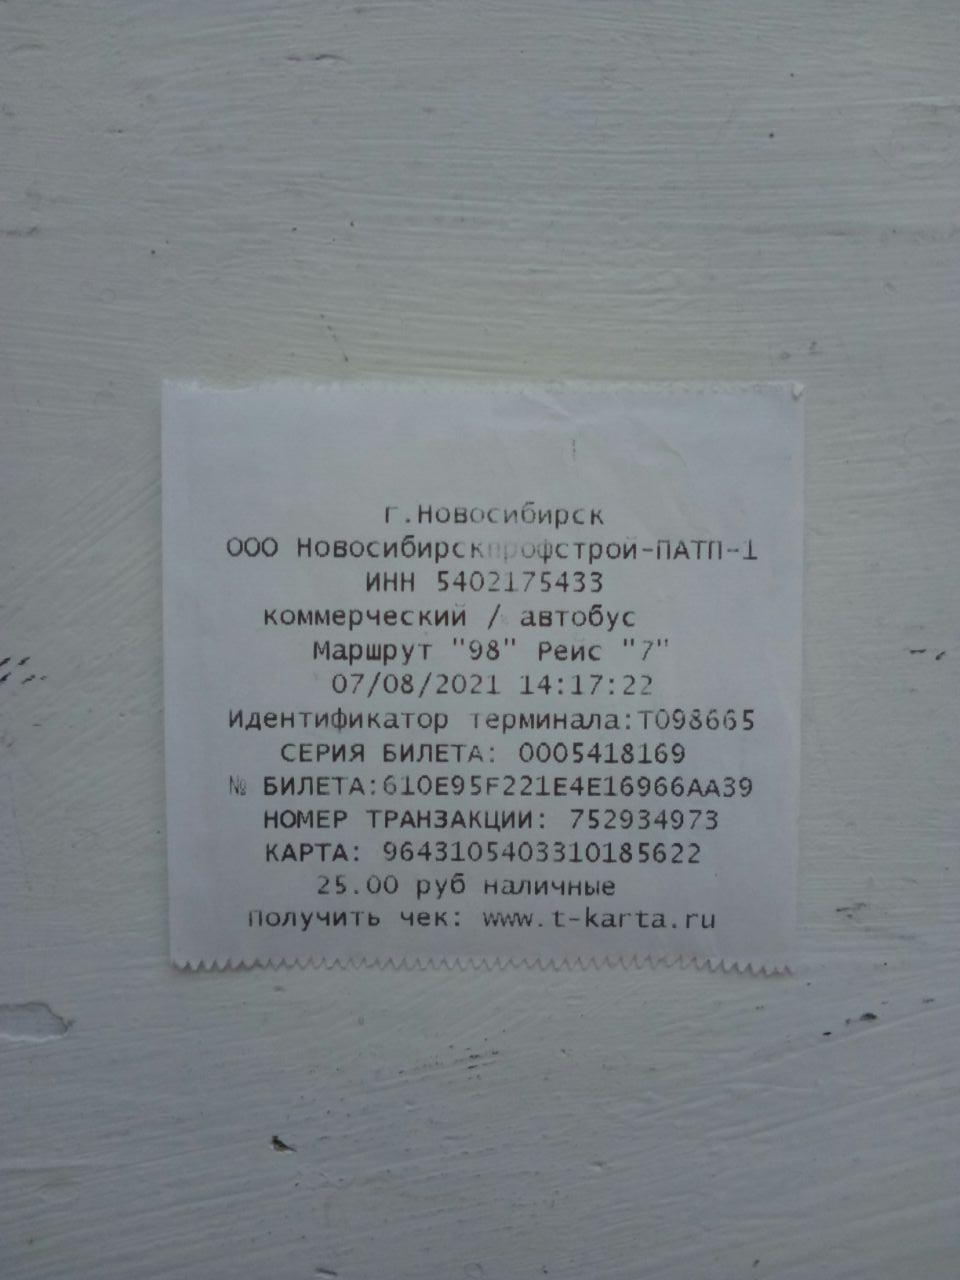 г.Новосибирск
ООО Новосибирскпрофстрой-ПАТП-1
ИНН 5402175433
коммерческий / автобус
Маршрут "98" Рейс "7"
07/08/2021 14:17:22
Идентификатор терминала:T098665
СЕРИЯ БИЛЕТА: 0005418169
№ БИЛЕТА:610E95F221E4E16966AA39
НОМЕР ТРАНЗАКЦИИ: 752934973
КАРТА: 9643105403310185622
25.00 руб наличные
Получить чек: www.t-karta.ru